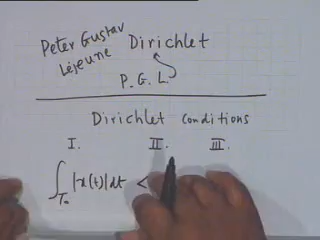 Peter Gustav
Lejeune
Dirichlet
P. G. L.
Dirichlet conditions
I. II. III.
∫T₀ |x(t)| dt <